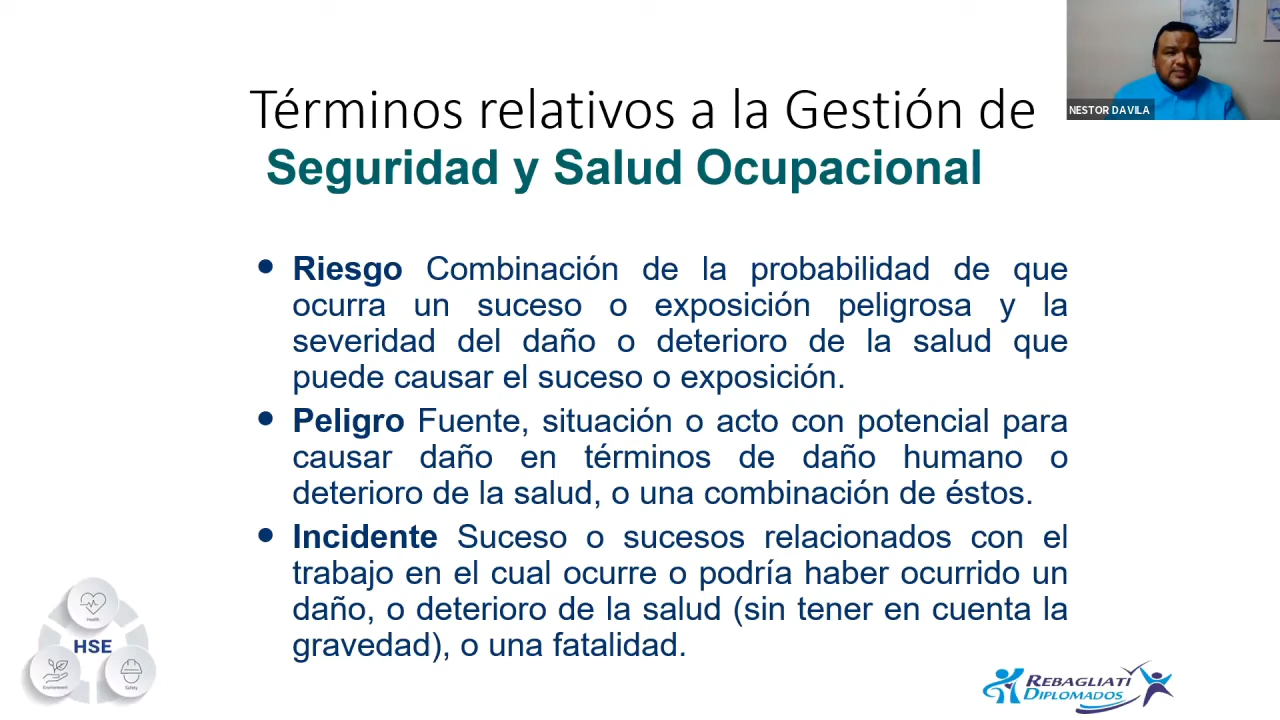 NESTOR DAVILA
Términos relativos a la Gestión de
Seguridad y Salud Ocupacional
• Riesgo Combinación de la probabilidad de que
ocurra un suceso o exposición peligrosa y la
severidad del daño o deterioro de la salud que
puede causar el suceso o exposición.
• Peligro Fuente, situación o acto con potencial para
causar daño en términos de daño humano o
deterioro de la salud, o una combinación de éstos.
• Incidente Suceso o sucesos relacionados con el
trabajo en el cual ocurre o podría haber ocurrido un
daño, o deterioro de la salud (sin tener en cuenta la
gravedad), o una fatalidad.
Health
HSE
Environment
Safety
REBAGLIATI
DIPLOMADOS